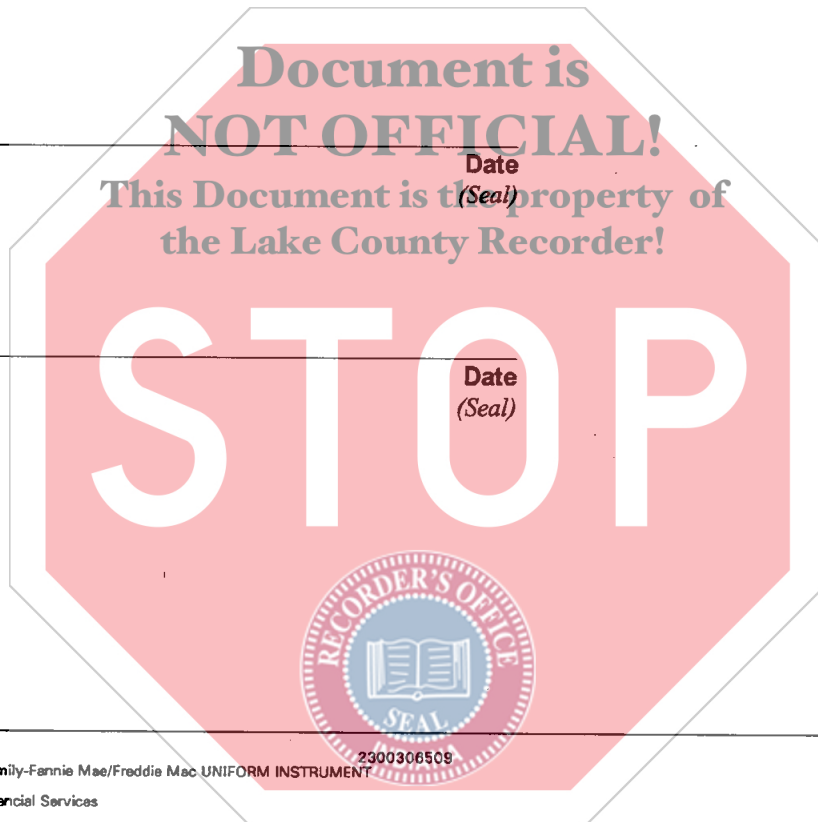 Document is
NOT OFFICIAL!
Date
This Document is the property of
(Seal)
the Lake County Recorder!
STOP
Date
(Seal)
RECORDER'S OFFICE
SEAL
INDIANA
2300306509
mily-Fannie Mae/Freddie Mac UNIFORM INSTRUMENT
ancial Services